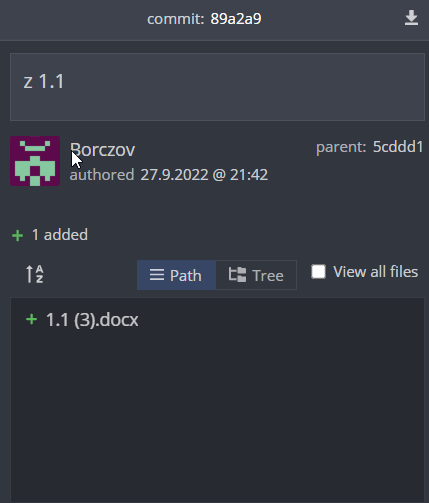 commit: 89a2a9
z 1.1
Borczov
parent: 5cddd1
authored 27.9.2022 @ 21:42
+ 1 added
A
Z
Path
Tree
View all files
+ 1.1 (3).docx